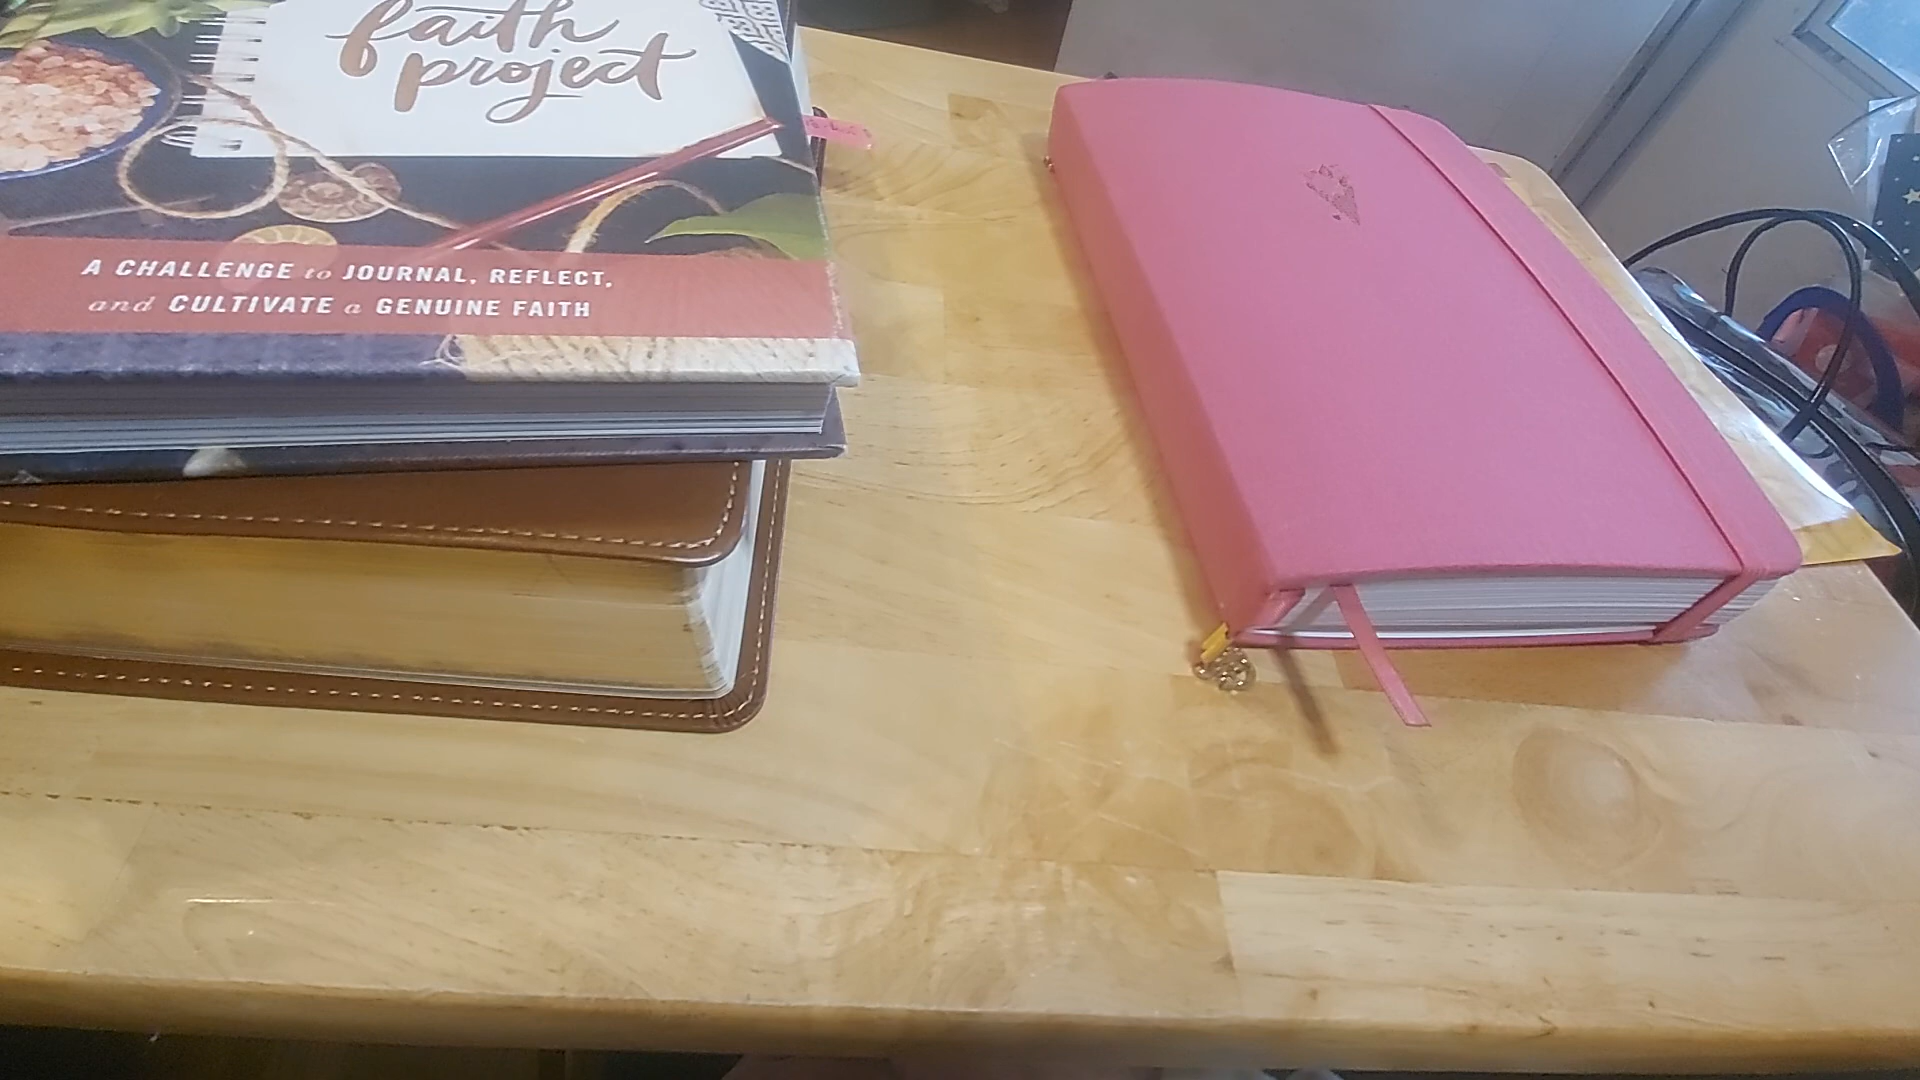 faith
project
A CHALLENGE to JOURNAL, REFLECT,
and CULTIVATE a GENUINE FAITH